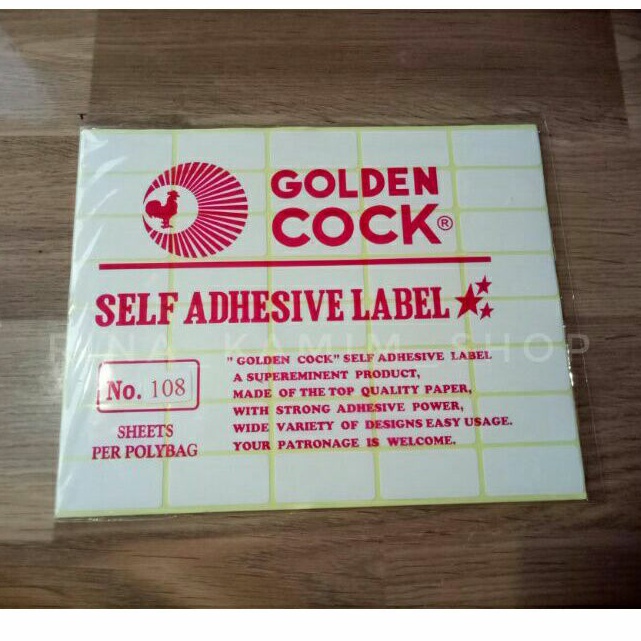 GOLDEN
COCK®
SELF ADHESIVE LABEL
RINA_KAMIM_SHOP
" GOLDEN COCK" SELF ADHESIVE LABEL
A SUPEREMINENT PRODUCT,
MADE OF THE TOP QUALITY PAPER,
WITH STRONG ADHESIVE POWER,
WIDE VARIETY OF DESIGNS EASY USAGE.
YOUR PATRONAGE IS WELCOME.
No. 108
SHEETS
PER POLYBAG